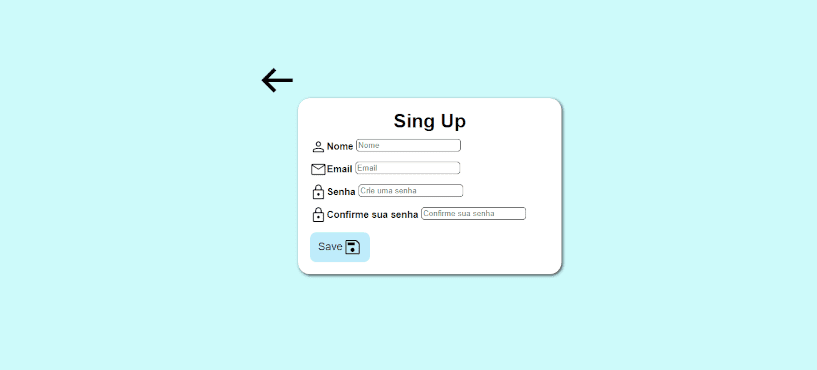 Sing Up
Nome Nome
Email Email
Senha Crie uma senha
Confirme sua senha Confirme sua senha
Save